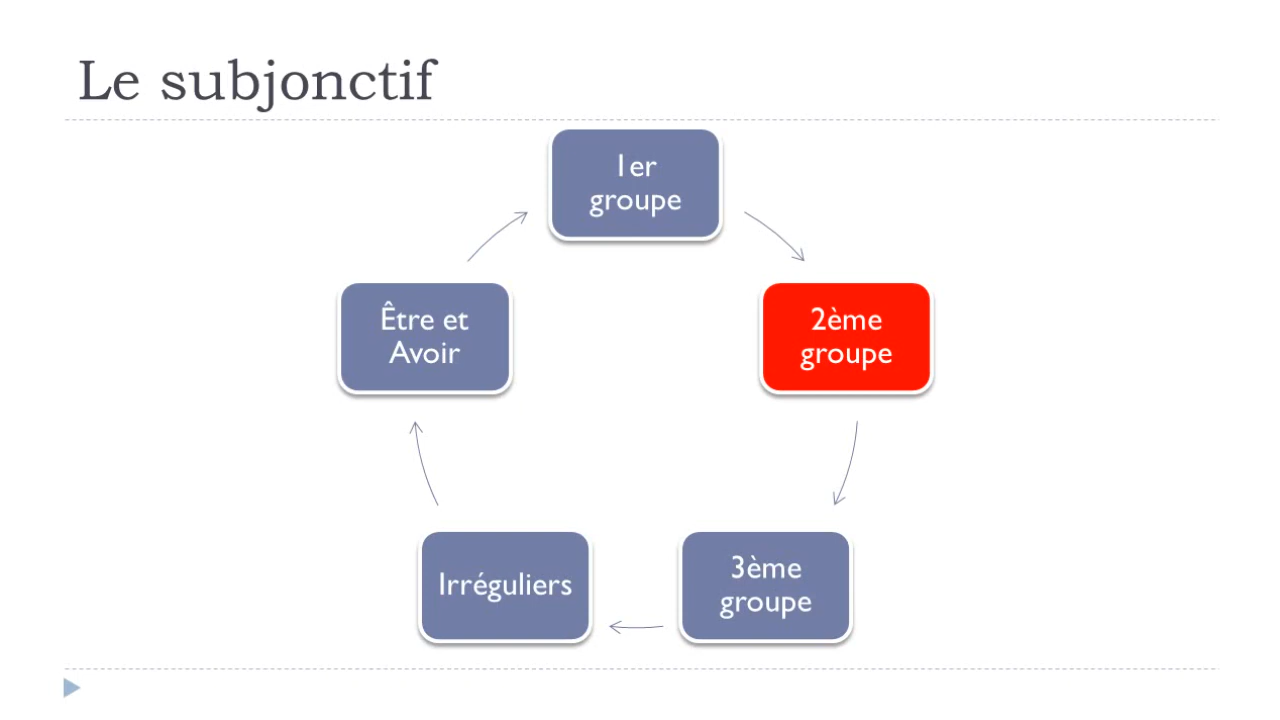 Le subjonctif
1er
groupe
2ème
groupe
3ème
groupe
Irréguliers
Être et
Avoir